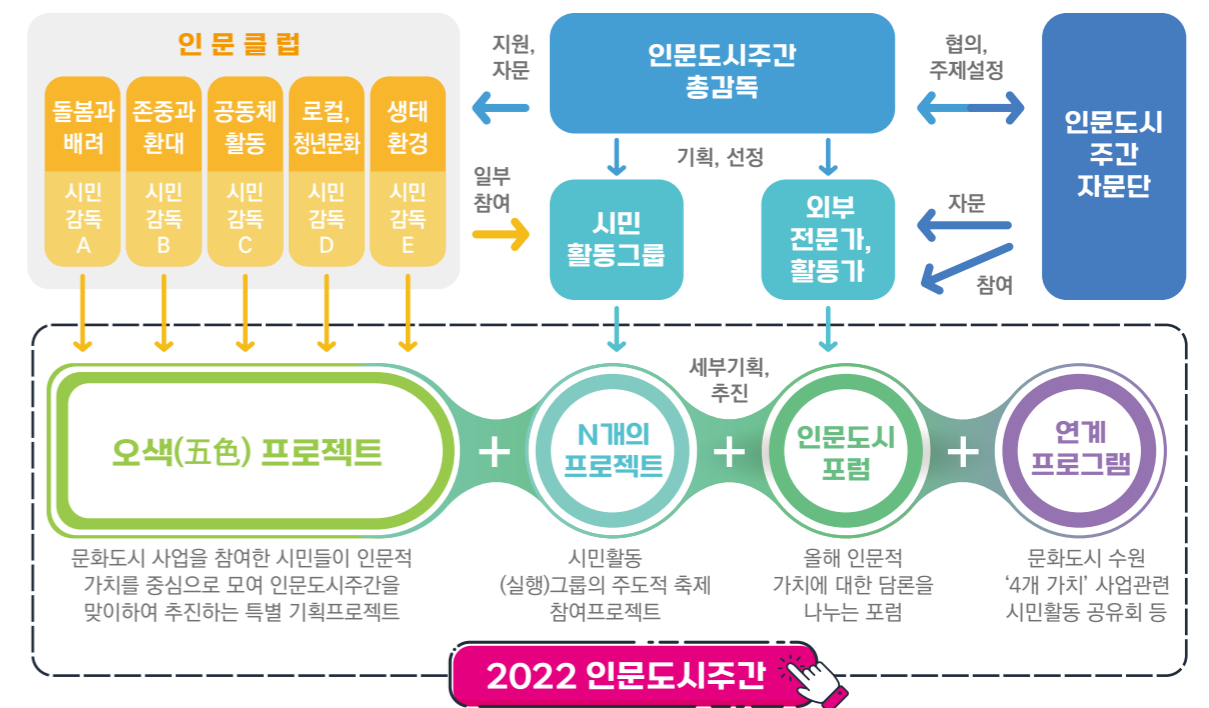 인문클럽
돌봄과
배려
시민
감독
A
존중과
환대
시민
감독
B
공동체
활동
시민
감독
C
로컬,
청년문화
시민
감독
D
생태
환경
시민
감독
E
지원,
자문
일부
참여
인문도시주간
총감독
기획, 선정
시민
활동그룹
외부
전문가,
활동가
협의,
주제설정
자문
참여
인문도시
주간
자문단
세부기획,
추진
오색(五色) 프로젝트
+
N개의
프로젝트
+
인문도시
포럼
+
연계
프로그램
문화도시 사업을 참여한 시민들이 인문적
가치를 중심으로 모여 인문도시주간을
맞이하여 추진하는 특별 기획프로젝트
시민활동
(실행)그룹의 주도적 축제
참여프로젝트
올해 인문적
가치에 대한 담론을
나누는 포럼
문화도시 수원
‘4개 가치’ 사업관련
시민활동 공유회 등
2022 인문도시주간